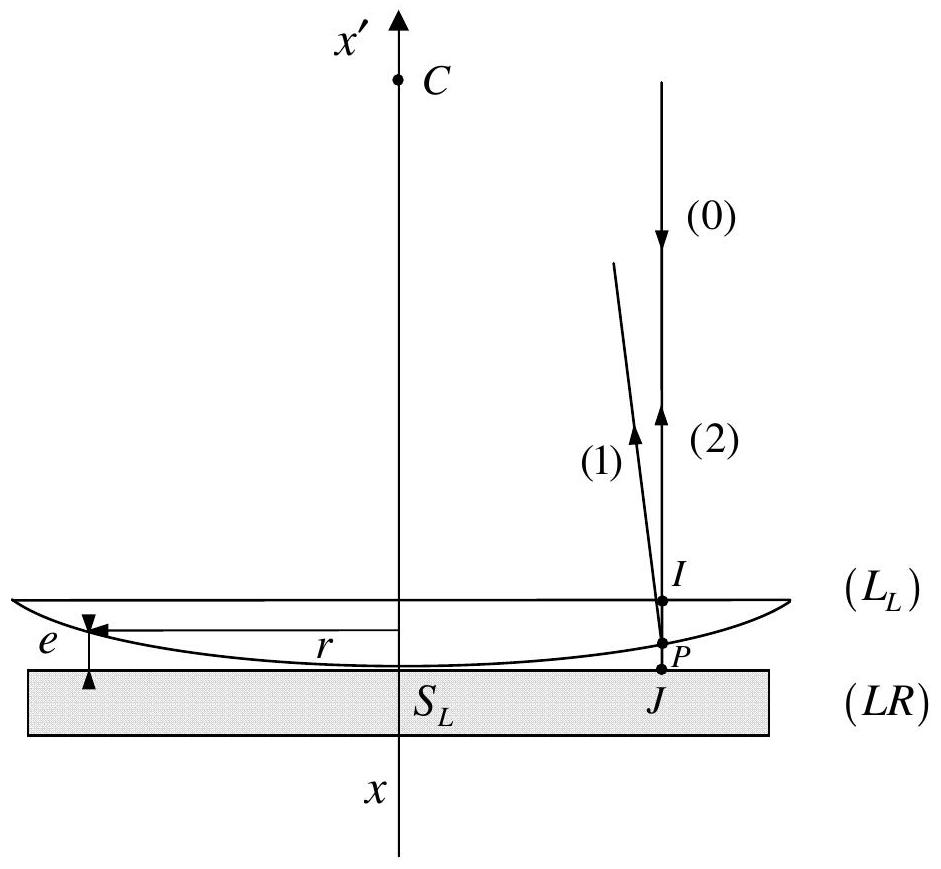 x′
C
(0)
(2)
(1)
I
(L_L)
e
r
P
S_L
J
(LR)
x